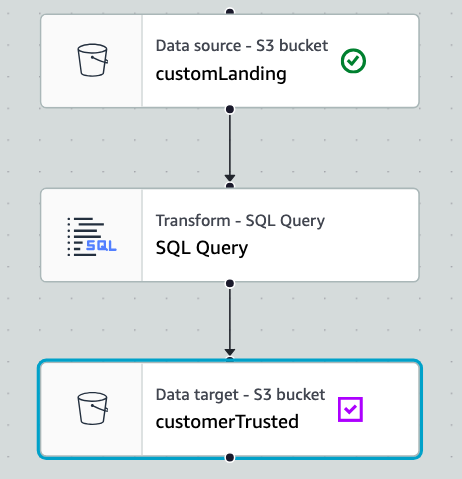 Data source - S3 bucket
customLanding
Transform - SQL Query
SQL
SQL Query
Data target - S3 bucket
customerTrusted